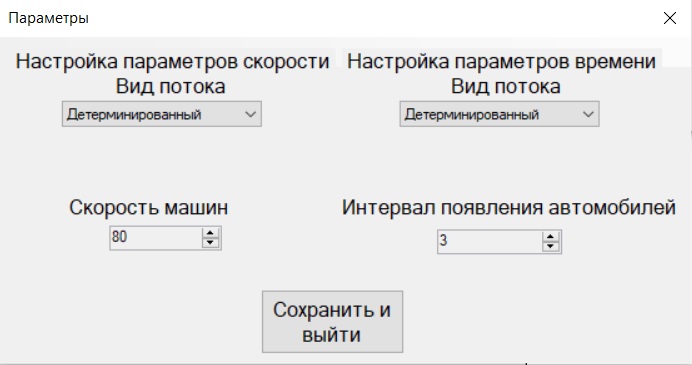 Параметры
Настройка параметров скорости
Вид потока
Детерминированный
Настройка параметров времени
Вид потока
Детерминированный
Скорость машин
80
Интервал появления автомобилей
3
Сохранить и
выйти